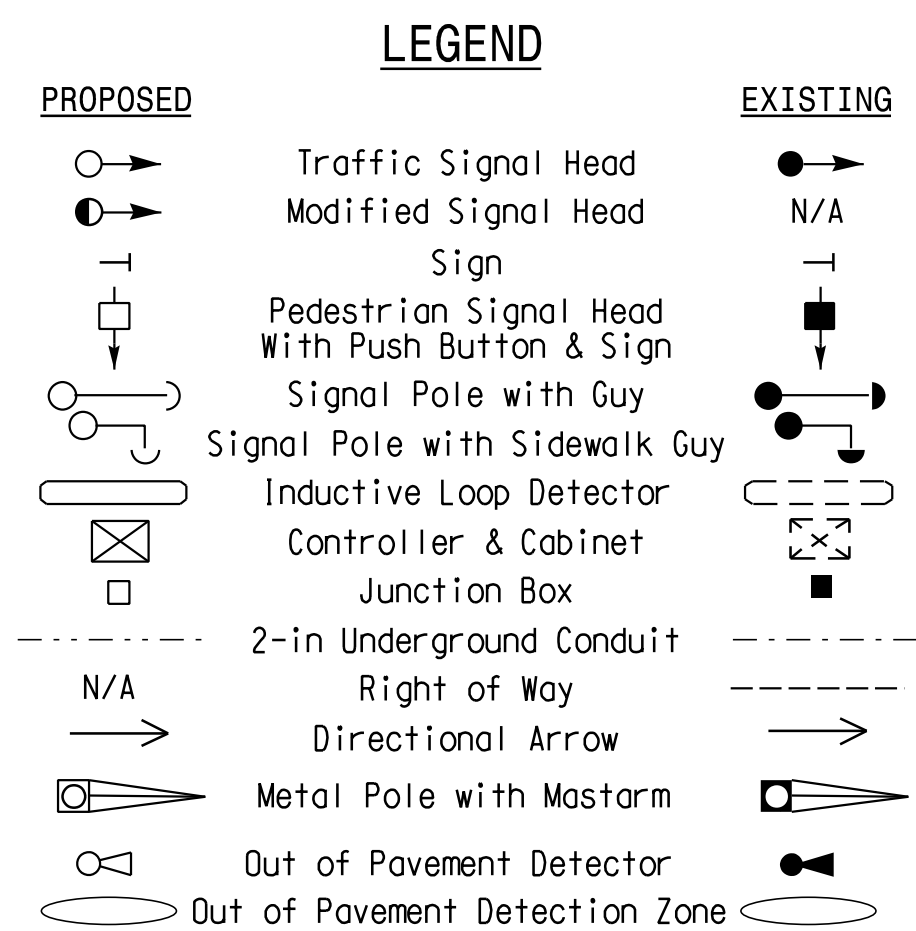 LEGEND
PROPOSED EXISTING
Traffic Signal Head
Modified Signal Head N/A
Sign
Pedestrian Signal Head
With Push Button & Sign
Signal Pole with Guy
Signal Pole with Sidewalk Guy
Inductive Loop Detector
Controller & Cabinet
Junction Box
2-in Underground Conduit
N/A Right of Way
Directional Arrow
Metal Pole with Mastarm
Out of Pavement Detector
Out of Pavement Detection Zone